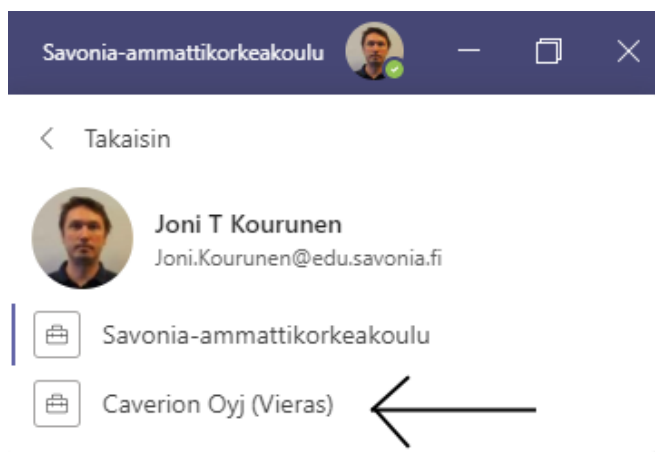 Savonia-ammattikorkeakoulu
Takaisin
Joni T Kourunen
Joni.Kourunen@edu.savonia.fi
Savonia-ammattikorkeakoulu
Caverion Oyj (Vieras)